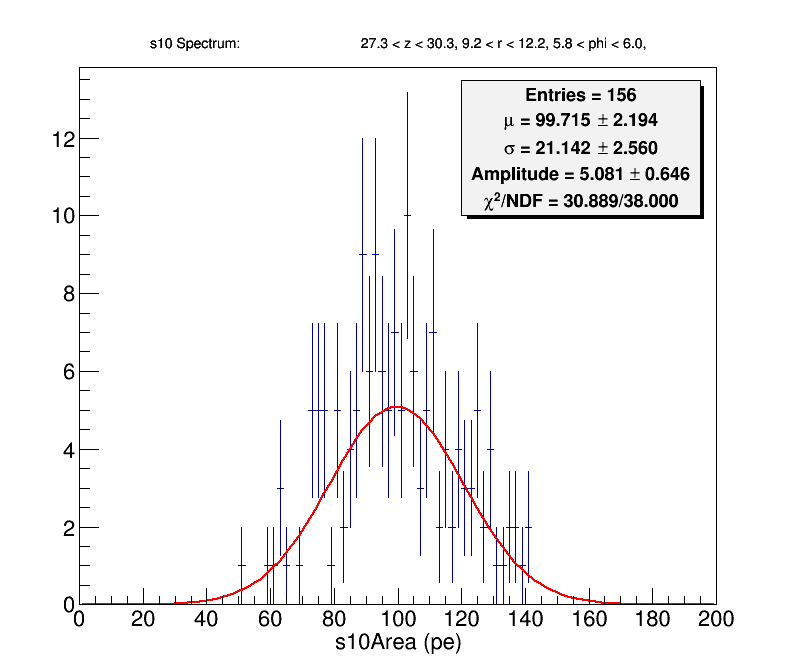 s10 Spectrum: 27.3 < z < 30.3, 9.2 < r < 12.2, 5.8 < phi < 6.0,
Entries = 156
μ = 99.715 ± 2.194
σ = 21.142 ± 2.560
Amplitude = 5.081 ± 0.646
χ²/NDF = 30.889/38.000
12
10
8
6
4
2
0
0 20 40 60 80 100 120 140 160 180 200
s10Area (pe)